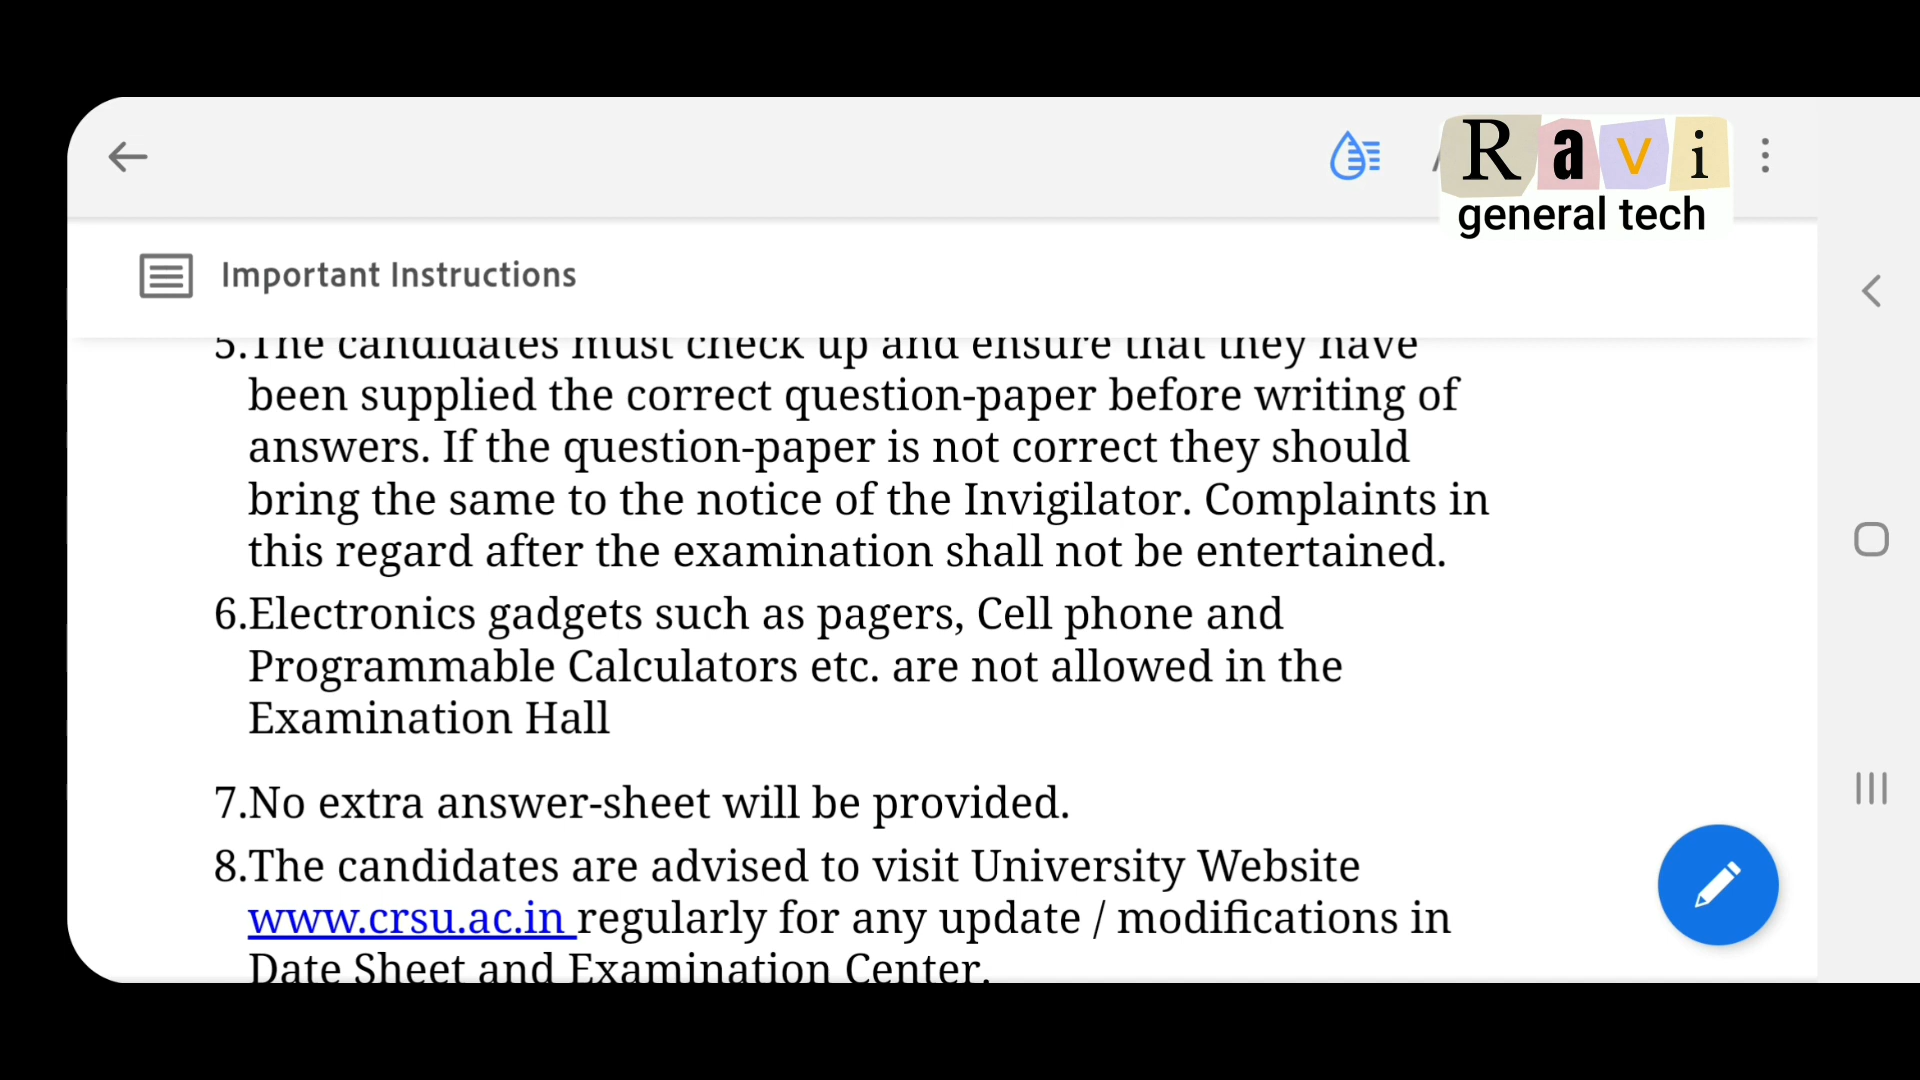 Ravi
general tech
Important Instructions
5.The candidates must check up and ensure that they have
been supplied the correct question-paper before writing of
answers. If the question-paper is not correct they should
bring the same to the notice of the Invigilator. Complaints in
this regard after the examination shall not be entertained.
6.Electronics gadgets such as pagers, Cell phone and
Programmable Calculators etc. are not allowed in the
Examination Hall
7.No extra answer-sheet will be provided.
8.The candidates are advised to visit University Website
www.crsu.ac.in regularly for any update / modifications in
Date Sheet and Examination Center.